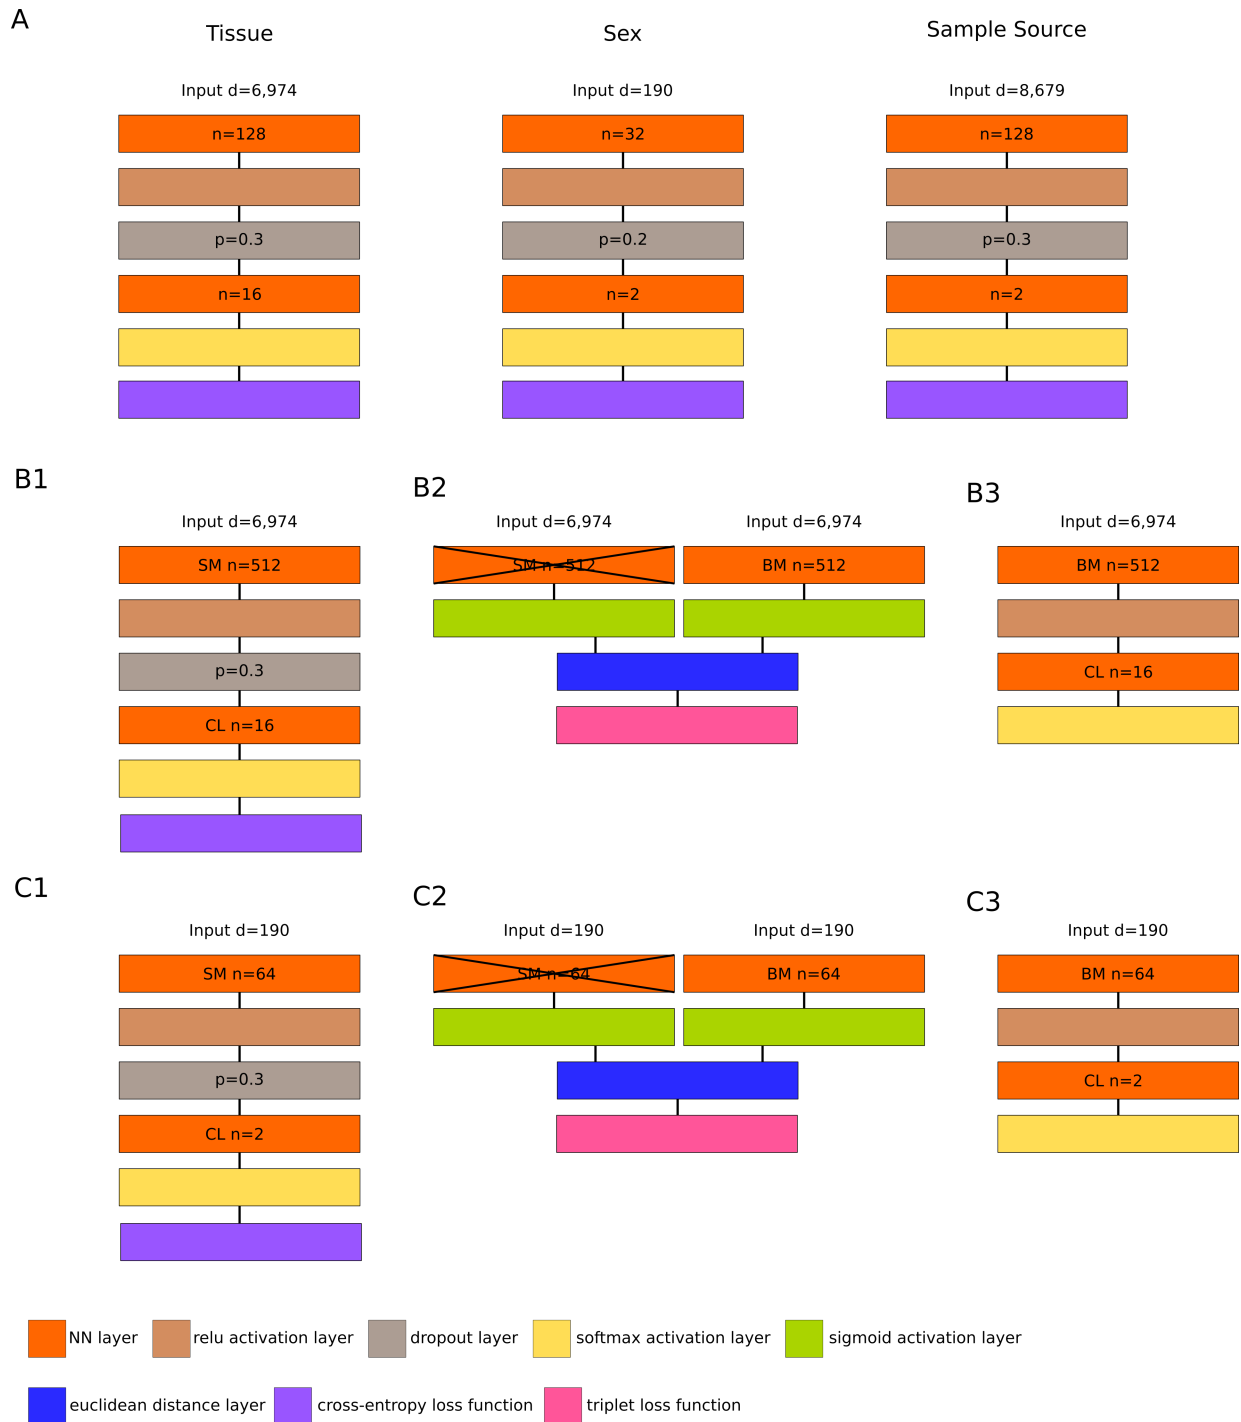 A
Tissue
Sex
Sample Source
Input d=6,974
Input d=190
Input d=8,679
n=128
n=32
n=128
p=0.3
p=0.2
p=0.3
n=16
n=2
n=2
B1
B2
B3
Input d=6,974
Input d=6,974
Input d=6,974
Input d=6,974
SM n=512
SM n=512
BM n=512
BM n=512
p=0.3
CL n=16
CL n=16
C1
C2
C3
Input d=190
Input d=190
Input d=190
Input d=190
SM n=64
SM n=64
BM n=64
BM n=64
p=0.3
CL n=2
CL n=2
NN layer
relu activation layer
dropout layer
softmax activation layer
sigmoid activation layer
euclidean distance layer
cross-entropy loss function
triplet loss function